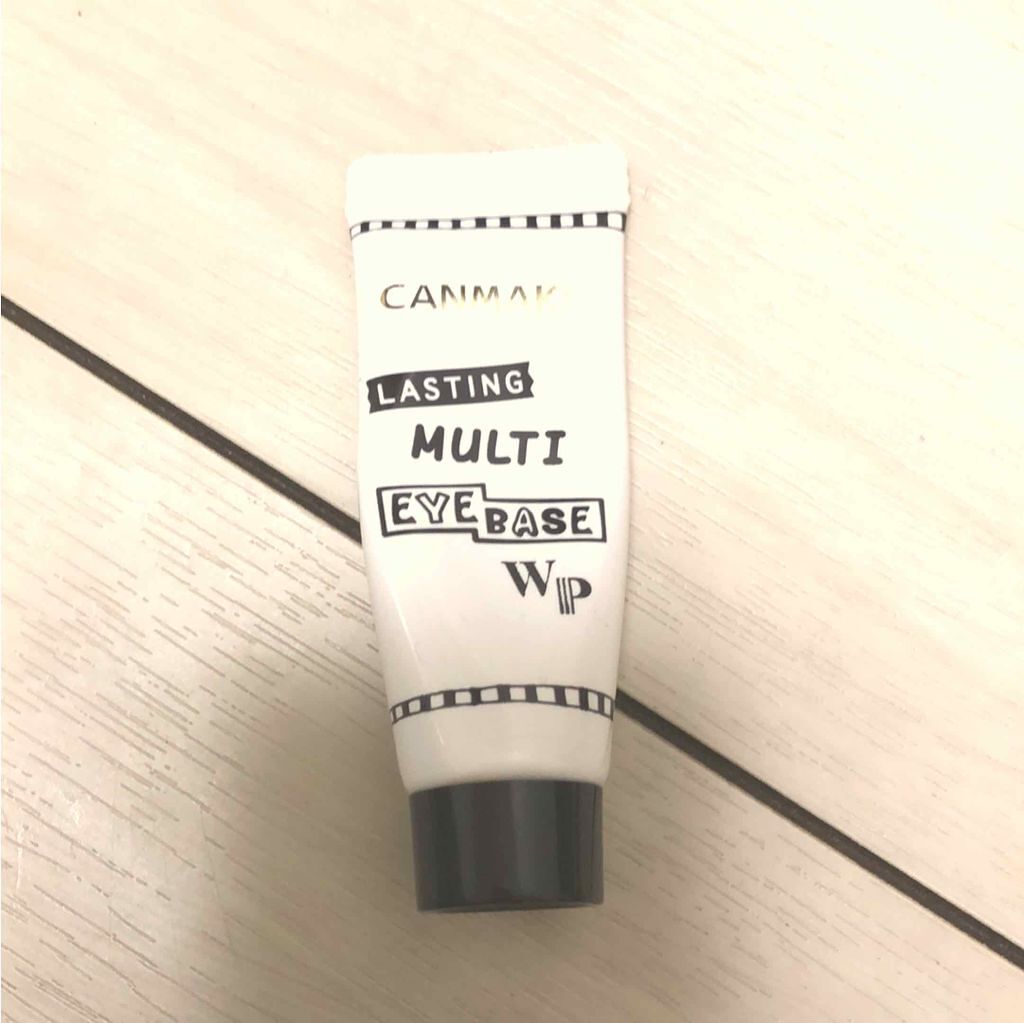 CANMAK
LASTING
MULTI
EYE BASE
WP